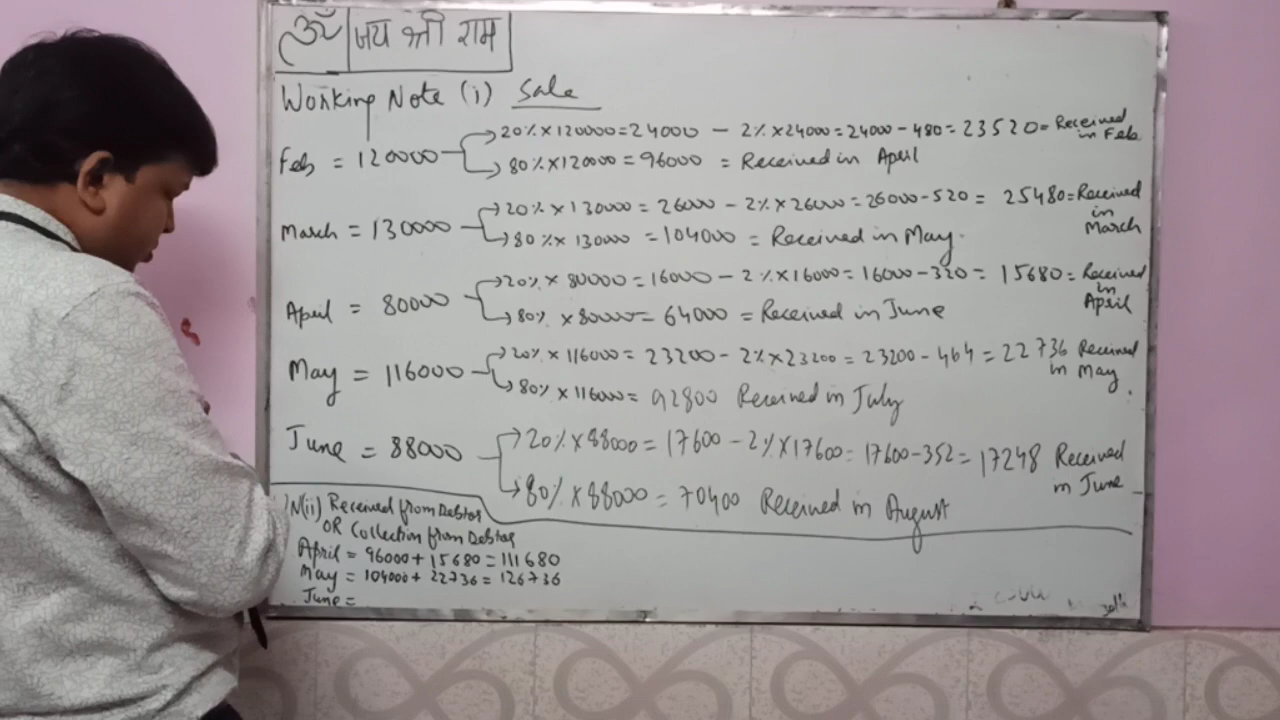 ॐ जय श्री राम
Working Note (i) Sale
Feb = 120000 → 20% × 120000 = 24000 - 2% × 24000 = 24000 - 480 = 23520 = Received in Feb
→ 80% × 120000 = 96000 = Received in April
March = 130000 → 20% × 130000 = 26000 - 2% × 26000 = 26000 - 520 = 25480 = Received in March
→ 80% × 130000 = 104000 = Received in May.
April = 80000 → 20% × 80000 = 16000 - 2% × 16000 = 16000 - 320 = 15680 = Received in April
→ 80% × 80000 = 64000 = Received in June
May = 116000 → 20% × 116000 = 23200 - 2% × 23200 = 23200 - 464 = 22736 Received in May.
→ 80% × 116000 = 92800 Received in July
June = 88000 → 20% × 88000 = 17600 - 2% × 17600 = 17600 - 352 = 17248 Received in June
→ 80% × 88000 = 70400 Received in August
N(ii) Received from Debtor
OR Collection from Debtor
April = 96000 + 15680 = 111680
May = 104000 + 22736 = 126736
June =